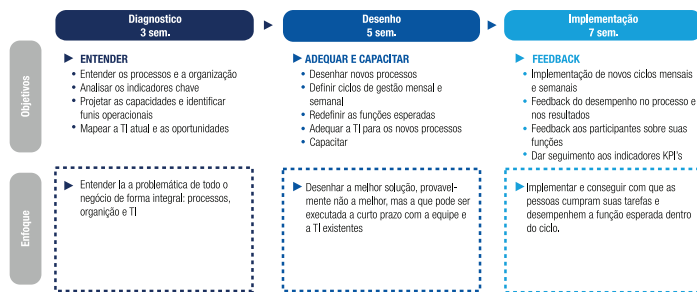 Diagnostico
3 sem.
Desenho
5 sem.
Implementação
7 sem.
Objetivos
ENTENDER
• Entender os processos e a organização
• Analisar os indicadores chave
• Projetar as capacidades e identificar
funis operacionais
• Mapear a TI atual e as oportunidades
ADEQUAR E CAPACITAR
• Desenhar novos processos
• Definir ciclos de gestão mengal e
semanal
• Redefinir as funções esperadas
• Adequar a TI para os novos processos
• Capacitar
FEEDBACK
• Implementação de novos ciclos mensais
e semanais
• Feedback do desempenho no processo e
nos resultados
• Feedback aos participantes sobre suas
funções
• Dar seguimento aos indicadores KPI's
Enfoque
Entender la a problemática de todo o
negócio de forma integral: processos,
organição e TI
Desenhar a melhor solução, provavel-
mente não a melhor, mas a que pode ser
executada a curto prazo com a equipe e
a TI existentes
Implementar e conseguir com que as
pessoas cumpram suas tarefas e
desempenhem a função esperada dentro
do ciclo.